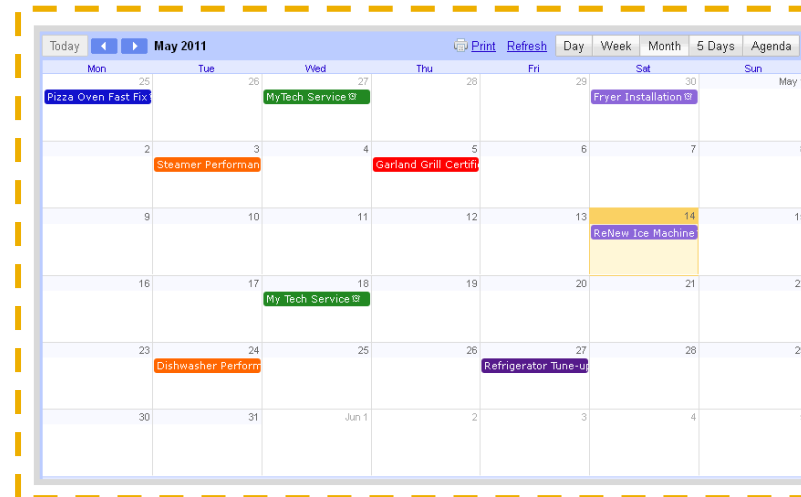 Today May 2011 Print Refresh Day Week Month 5 Days Agenda
Mon Tue Wed Thu Fri Sat Sun
25 26 27 28 29 30 May
Pizza Oven Fast Fix MyTech Service Fryer Installation
2 3 4 5 6 7
Steamer Performan Garland Grill Certifi
9 10 11 12 13 14
ReNew Ice Machine
16 17 18 19 20 21
My Tech Service
23 24 25 26 27 28
Dishwasher Perform Refrigerator Tune-up
30 31 Jun 1 2 3 4